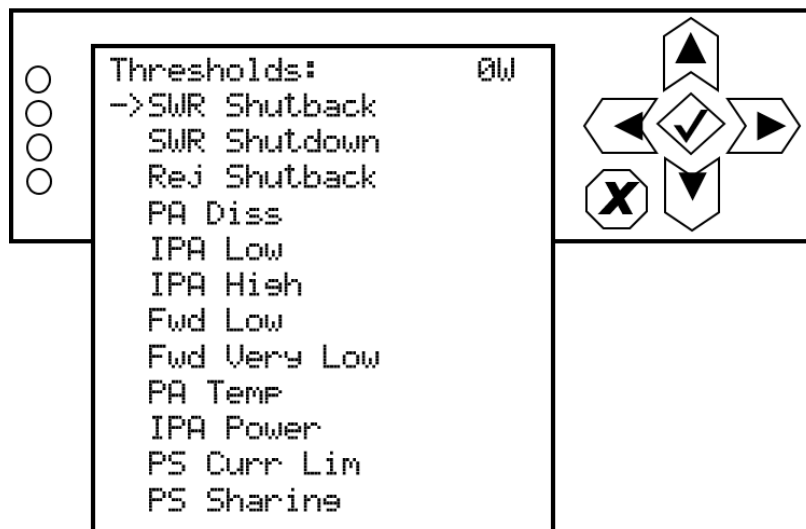 Thresholds: 0W
->SWR Shutback
SWR Shutdown
Rej Shutback
PA Diss
IPA Low
IPA High
Fwd Low
Fwd Very Low
PA Temp
IPA Power
PS Curr Lim
PS Sharing
X